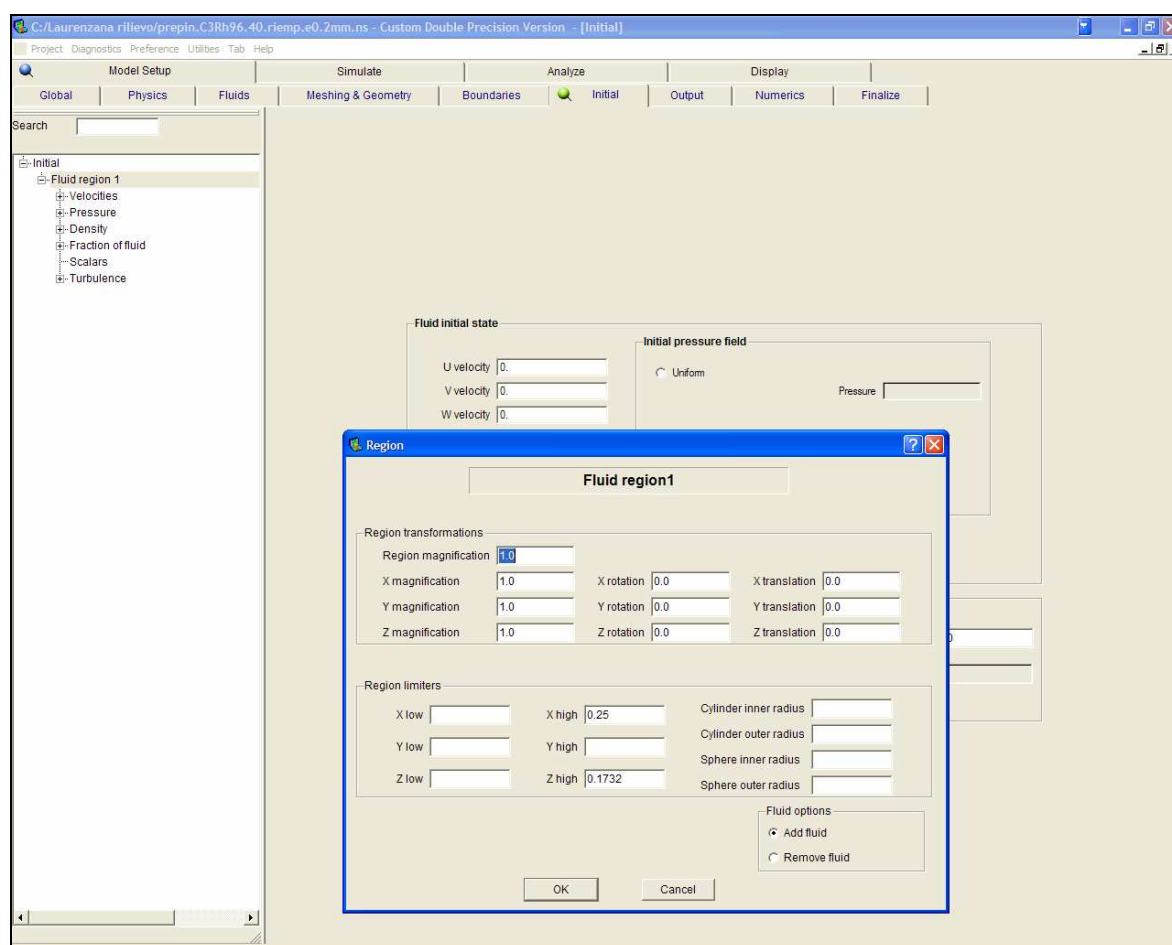 C:/Laurenzana rilievo/prepin.C3Rh96.40.riemp.e0.2mm.ns - Custom Double Precision Version - [Initial]
Project Diagnostics Preference Utilities Tab Help
Model Setup Simulate Analyze Display
Global Physics Fluids Meshing & Geometry Boundaries Initial Output Numerics Finalize
Search
Initial
Fluid region 1
Velocities
Pressure
Density
Fraction of fluid
Scalars
Turbulence
Fluid initial state
Initial pressure field
U velocity 0.
Uniform
V velocity 0.
Pressure
W velocity 0.
Region
Fluid region1
Region transformations
Region magnification 1.0
X magnification 1.0 X rotation 0.0 X translation 0.0
Y magnification 1.0 Y rotation 0.0 Y translation 0.0
Z magnification 1.0 Z rotation 0.0 Z translation 0.0
Region limiters
X low X high 0.25 Cylinder inner radius
Cylinder outer radius
Y low Y high
Sphere inner radius
Z low Z high 0.1732
Sphere outer radius
Fluid options
Add fluid
Remove fluid
OK Cancel